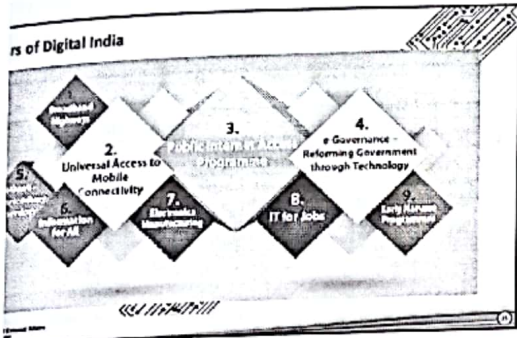 rs of Digital India
1.
2.
Universal Access to
Mobile
Connectivity
3.
Public Internet Access
Programme
4.
e Governance –
Reforming Government
through Technology
5.
6.
Information
for All
7.
Electronics
Manufacturing
8.
IT for Jobs
9.
Early Harvest
Programmes